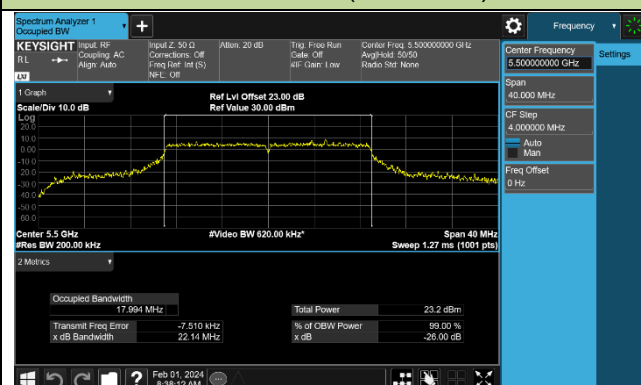 Spectrum Analyzer 1
Occupied BW
Frequency
KEYSIGHT
RL
LXI
Input: RF
Coupling: AC
Align: Auto
Input Z: 50 Ω
Corrections: Off
Freq Ref: Int (S)
NFE: Off
Atten: 20 dB
Trig: Free Run
Gate: Off
#IF Gain: Low
Center Freq: 5.500000000 GHz
Avg|Hold: 50/50
Radio Std: None
Center Frequency
5.500000000 GHz
Settings
Span
40.000 MHz
CF Step
4.000000 MHz
Auto
Man
Freq Offset
0 Hz
1 Graph
Scale/Div 10.0 dB
Ref Lvl Offset 23.00 dB
Ref Value 30.00 dBm
Log
20.0
10.0
0.00
-10.0
-20.0
-30.0
-40.0
-50.0
-60.0
Center 5.5 GHz
#Video BW 620.00 kHz*
Span 40 MHz
#Res BW 200.00 kHz
Sweep 1.27 ms (1001 pts)
2 Metrics
Occupied Bandwidth
17.994 MHz
Total Power
23.2 dBm
Transmit Freq Error
-7.510 kHz
% of OBW Power
99.00 %
x dB Bandwidth
22.14 MHz
x dB
-26.00 dB
Feb 01, 2024
8:38:12 AM